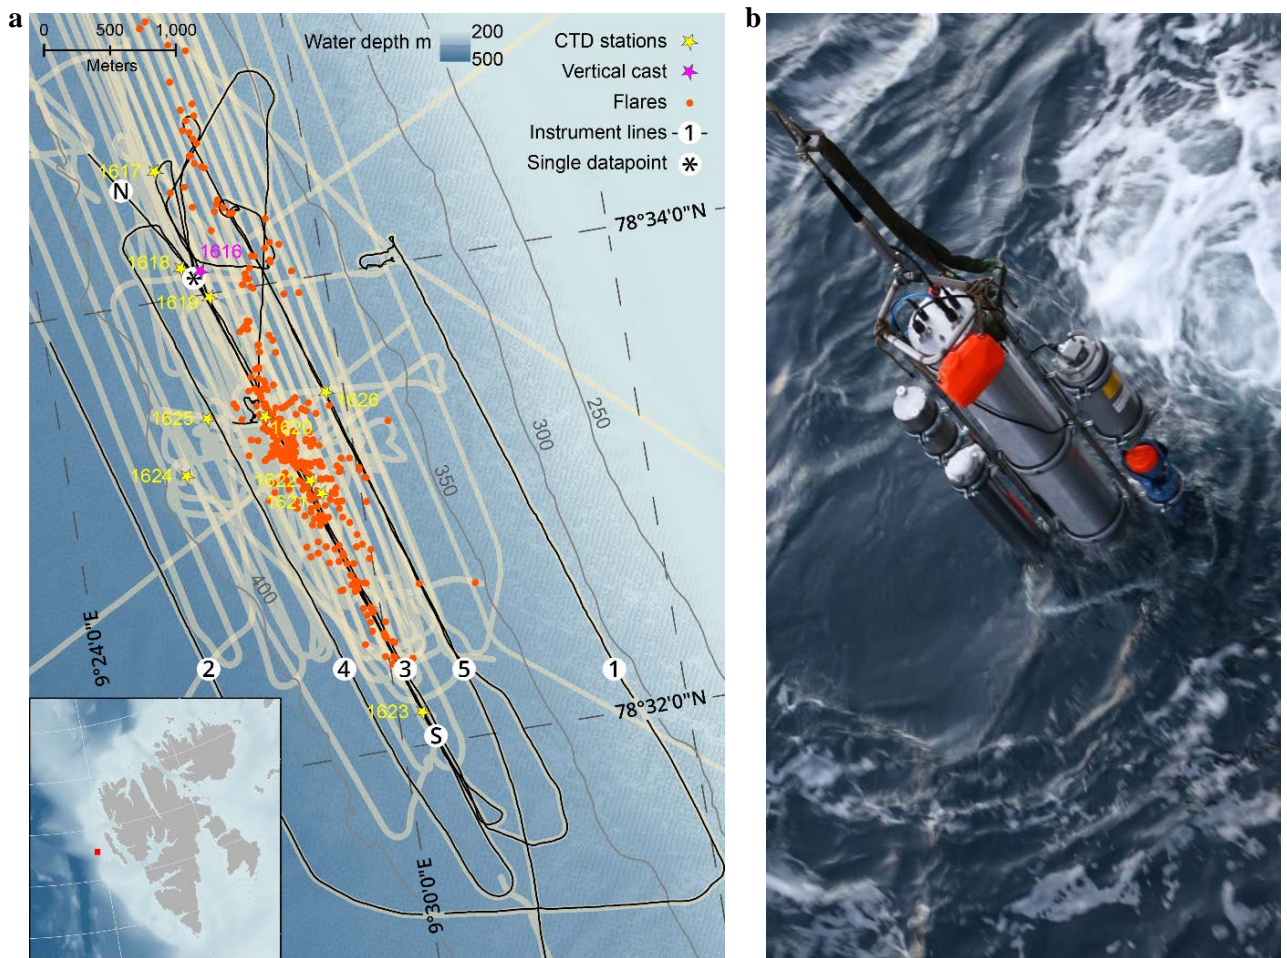 a
b
0 500 1,000
Meters
Water depth m
200
500
CTD stations
Vertical cast
Flares
Instrument lines
1
Single datapoint
*
1617
N
1616
1618
*
1619
78°34'0"N
250
300
350
400
1626
1625
1620
1624
1622
1621
9°24'0"E
2
4
3
5
1
1623
78°32'0"N
S
9°30'0"E